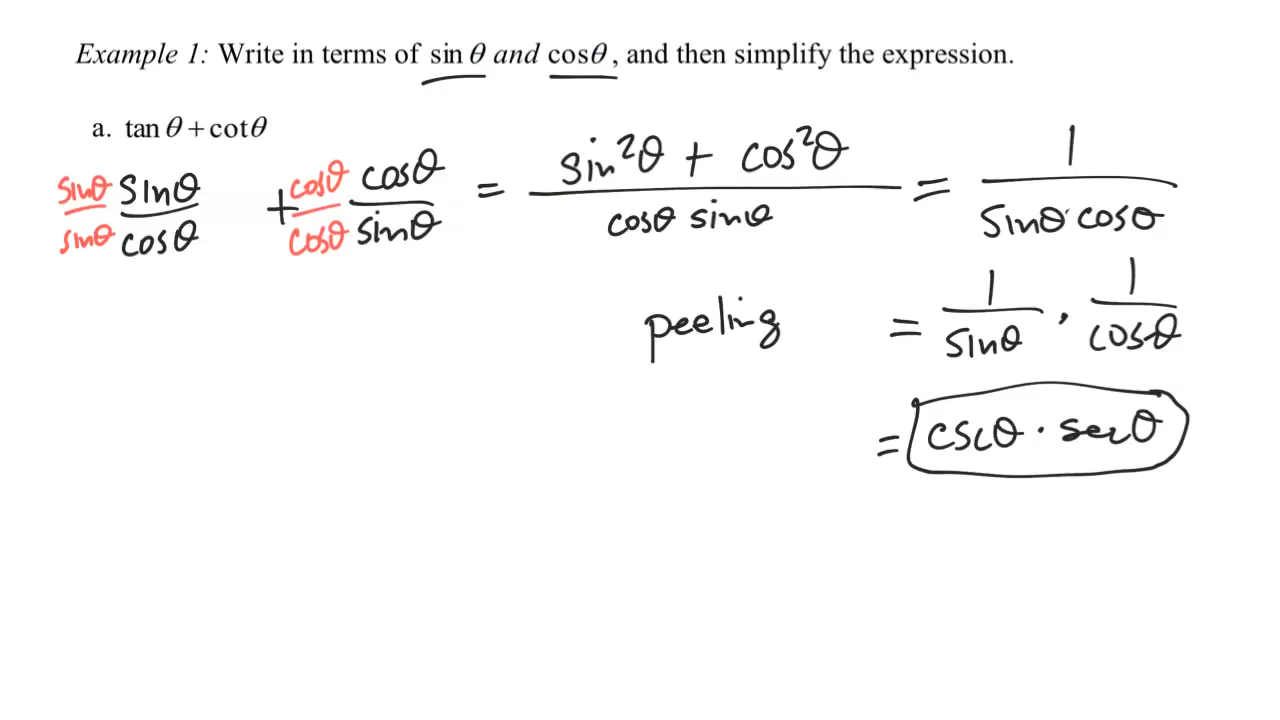 Example 1: Write in terms of sin θ and cosθ, and then simplify the expression.
a. tan θ + cotθ
sinθ/sinθ sinθ/cosθ + cosθ/cosθ cosθ/sinθ = (sin²θ + cos²θ)/(cosθ sinθ) = 1/(sinθ cosθ)
peeling = 1/sinθ · 1/cosθ
= cscθ · secθ